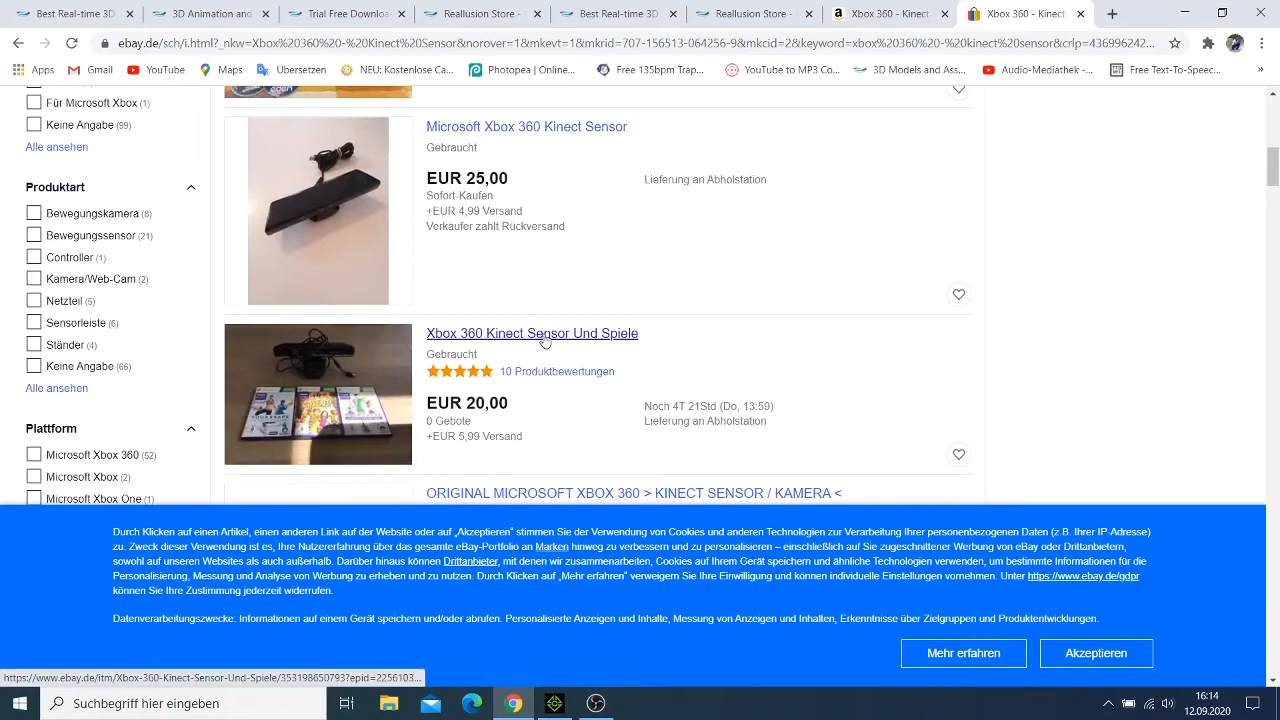 Best Real-Time 3D
Download Free Demo
Best Real-Time 3D
Best Real-time 3D
Realisation Store -
Xbox 360 - Kinect
Xbox 360 - Kinect
ebay.de/sch/i.html?_nkw=Xbox%20360%20-%20Kinect%20Sensor&norover=1&mkevt=1&mkrid=707-156513-064256-9&mkcid=2&keyword=xbox%20360%20-%20kinect%20sensor&crlp=436996242...
Apps
Gmail
YouTube
Maps
Übersetzen
NEU: Kostenlose Ca...
Photopea | Online...
Free 135bpm Trap...
YouTube to MP3 Co...
3D Models and Ass...
Audio-Mediathek -...
Free Text-To-Speec...
»
Für Microsoft Xbox (1)
Keine Angabe (99)
Alle ansehen
Produktart
Bewegungskamera (8)
Bewegungssensor (21)
Controller (1)
Kamera/Web-Cam (2)
Netzteil (5)
Sensorleiste (6)
Ständer (4)
Keine Angabe (66)
Alle ansehen
Plattform
Microsoft Xbox 360 (52)
Microsoft Xbox (2)
Microsoft Xbox One (1)
Microsoft Xbox 360 Kinect Sensor
Gebraucht
EUR 25,00
Sofort-Kaufen
+EUR 4,99 Versand
Verkäufer zahlt Rückversand
Lieferung an Abholstation
Xbox 360 Kinect Sensor Und Spiele
Gebraucht
10 Produktbewertungen
EUR 20,00
0 Gebote
+EUR 5,99 Versand
Noch 4T 21Std (Do, 13:59)
Lieferung an Abholstation
ORIGINAL MICROSOFT XBOX 360 > KINECT SENSOR / KAMERA <
Durch Klicken auf einen Artikel, einen anderen Link auf der Website oder auf „Akzeptieren“ stimmen Sie der Verwendung von Cookies und anderen Technologien zur Verarbeitung Ihrer personenbezogenen Daten (z.B. Ihrer IP-Adresse)
zu. Zweck dieser Verwendung ist es, Ihre Nutzererfahrung über das gesamte eBay-Portfolio an Marken hinweg zu verbessern und zu personalisieren – einschließlich auf Sie zugeschnittener Werbung von eBay oder Drittanbietern,
sowohl auf unseren Websites als auch außerhalb. Darüber hinaus können Drittanbieter, mit denen wir zusammenarbeiten, Cookies auf Ihrem Gerät speichern und ähnliche Technologien verwenden, um bestimmte Informationen für die
Personalisierung, Messung und Analyse von Werbung zu erheben und zu nutzen. Durch Klicken auf „Mehr erfahren“ verweigern Sie Ihre Einwilligung und können individuelle Einstellungen vornehmen. Unter https://www.ebay.de/gdpr
können Sie Ihre Zustimmung jederzeit widerrufen.
Datenverarbeitungszwecke: Informationen auf einem Gerät speichern und/oder abrufen. Personalisierte Anzeigen und Inhalte, Messung von Anzeigen und Inhalten, Erkenntnisse über Zielgruppen und Produktentwicklungen.
Mehr erfahren
Akzeptieren
https://www.ebay.de/itm/Xbox-360-Kinect-Sensor-Und-Spiele/353198650793?epid=2256103...
Suchbegriff hier eingeben
16:14
12.09.2020